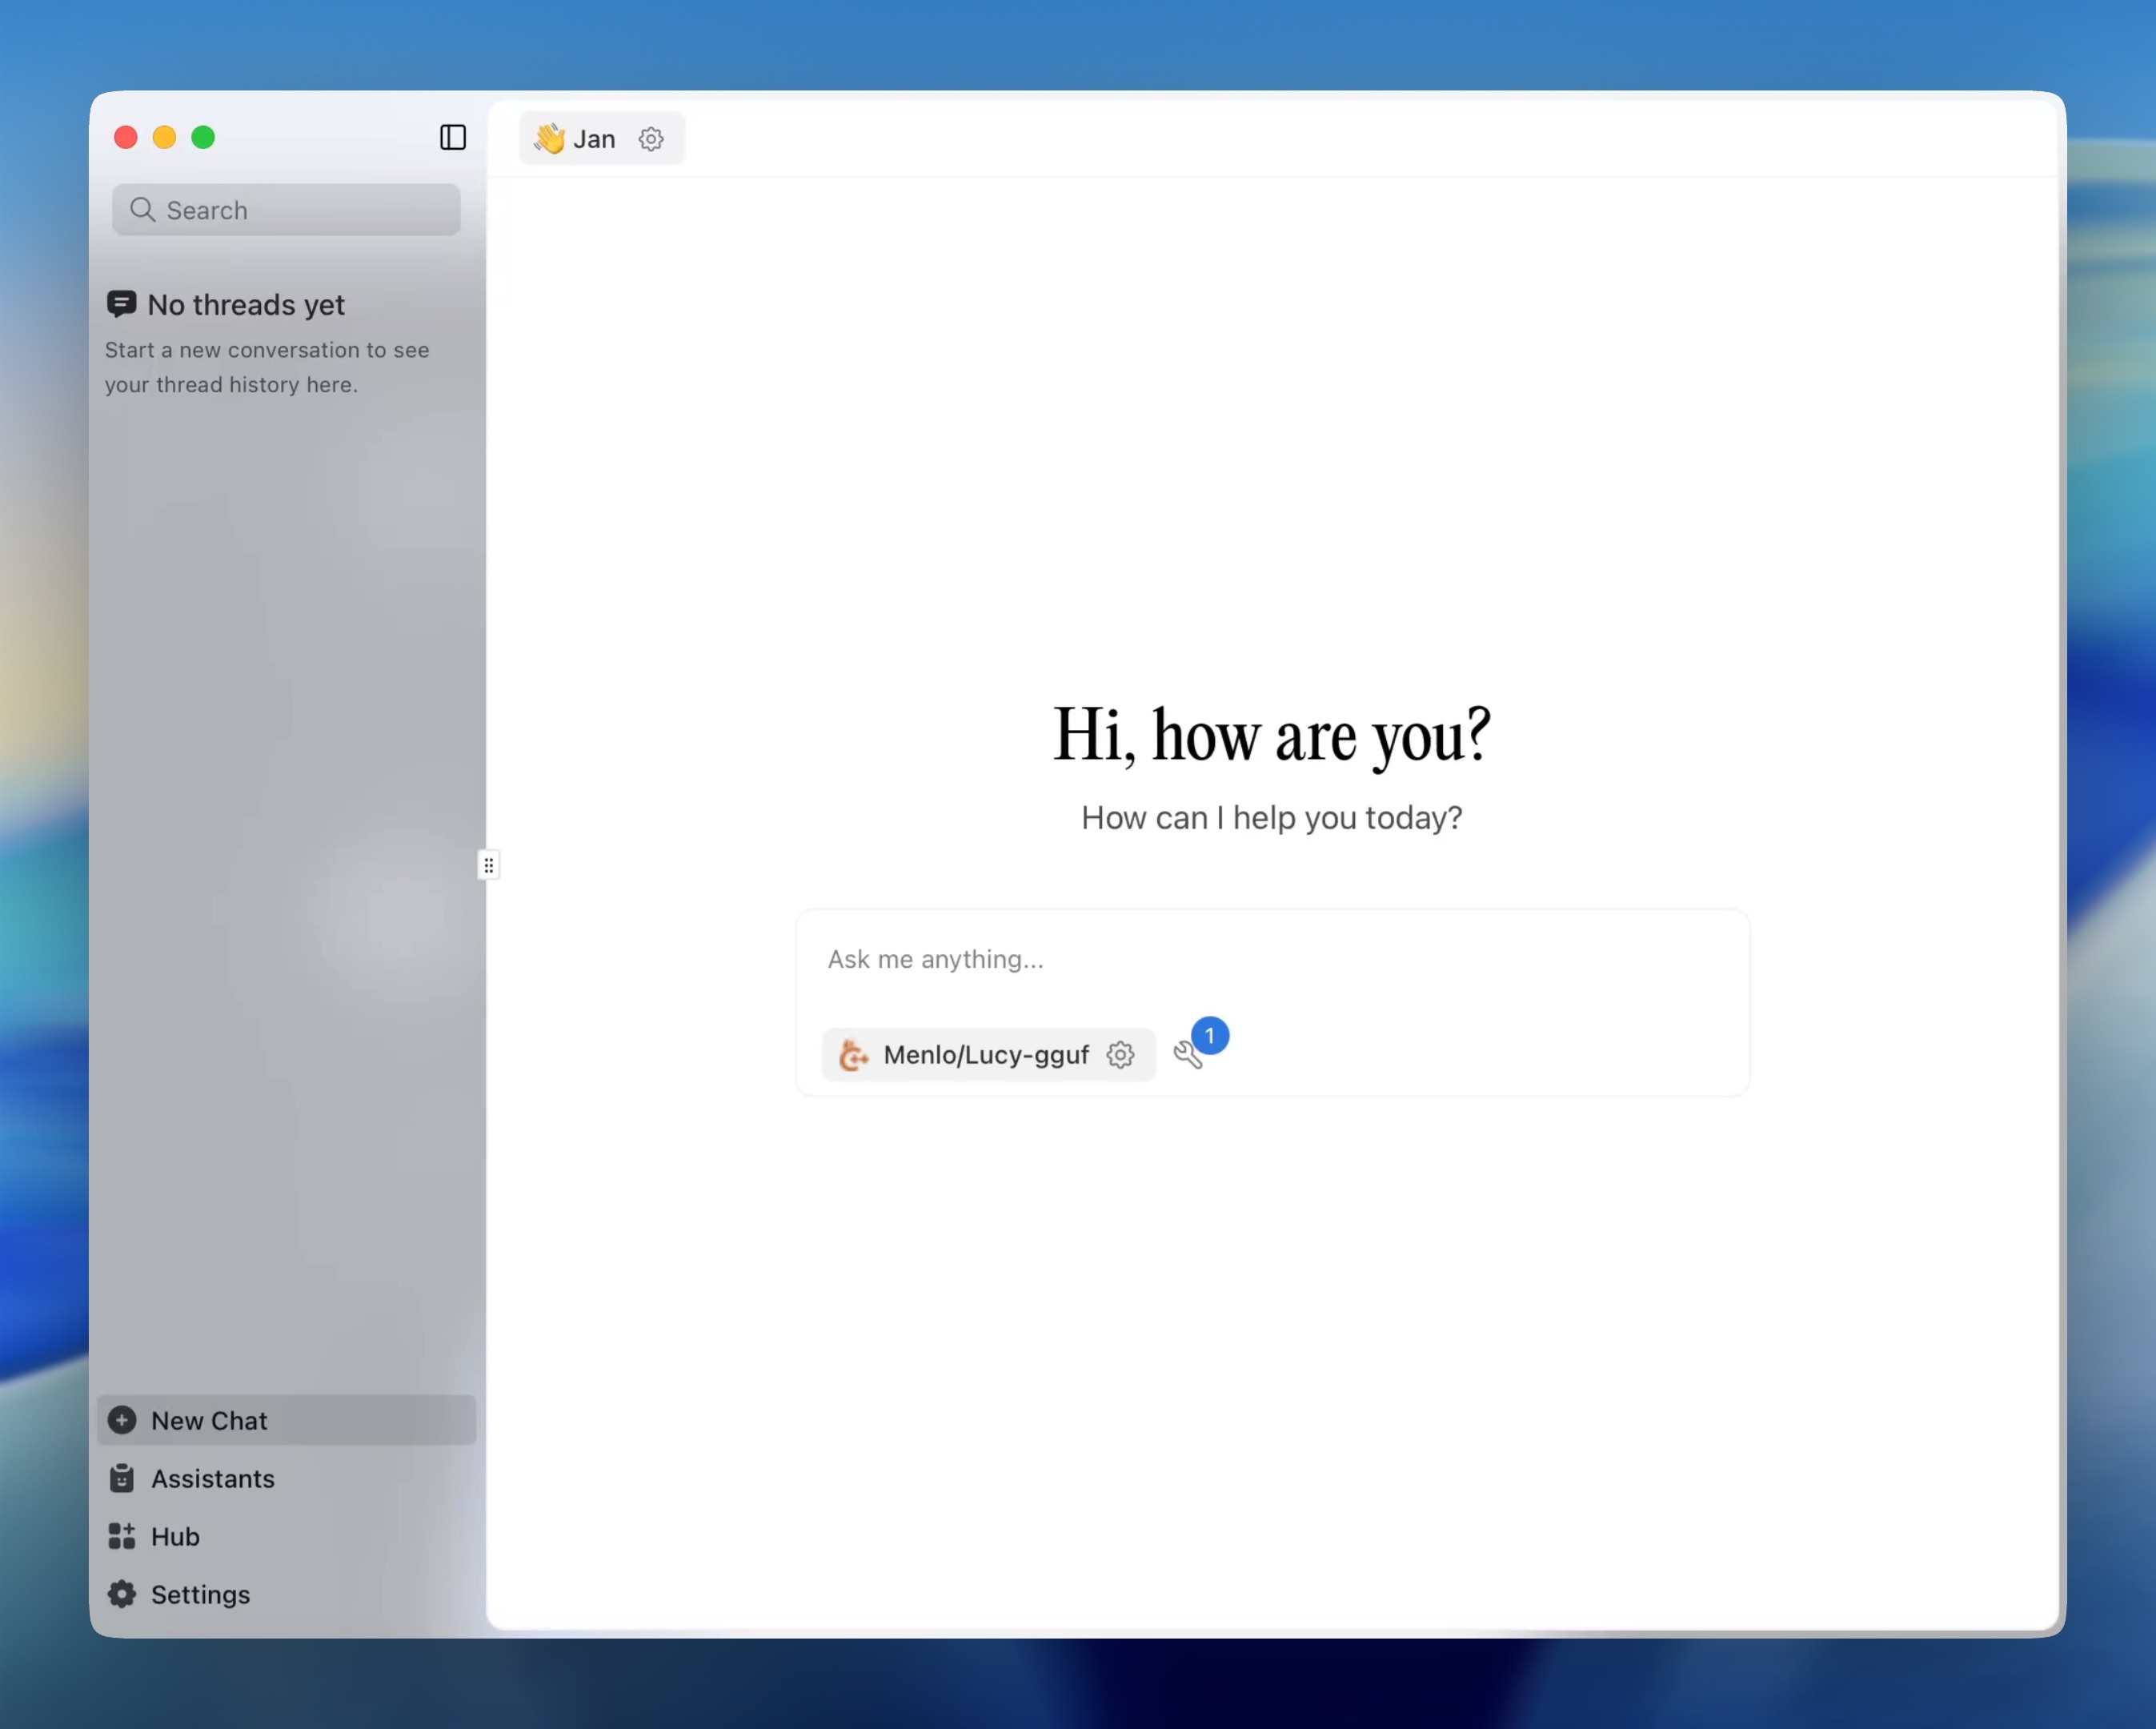 Jan
Search
No threads yet
Start a new conversation to see
your thread history here.
Hi, how are you?
How can I help you today?
Ask me anything...
Menlo/Lucy-gguf
1
New Chat
Assistants
Hub
Settings